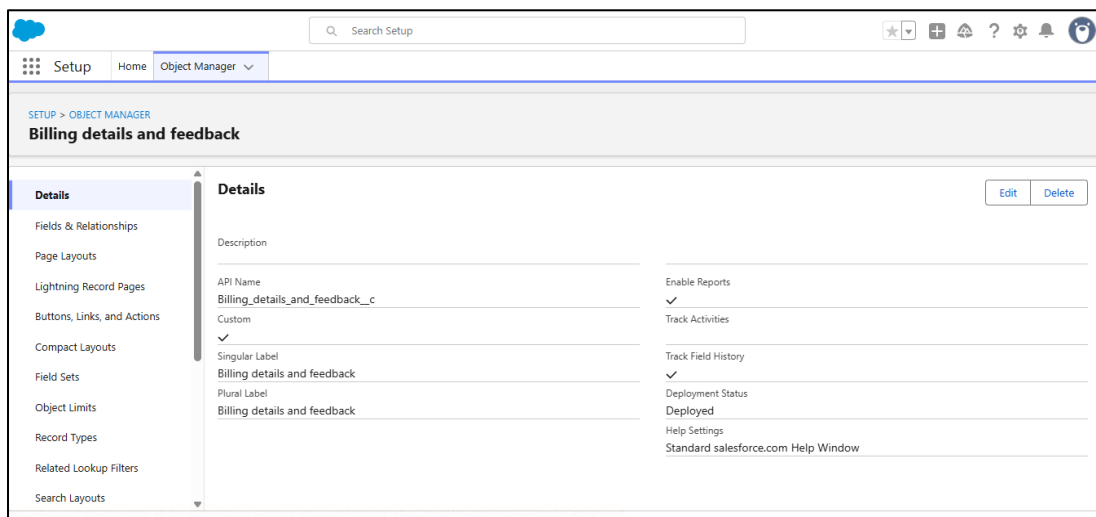 Search Setup
Setup
Home
Object Manager
SETUP > OBJECT MANAGER
Billing details and feedback
Details
Fields & Relationships
Page Layouts
Lightning Record Pages
Buttons, Links, and Actions
Compact Layouts
Field Sets
Object Limits
Record Types
Related Lookup Filters
Search Layouts
Details
Edit
Delete
Description
API Name
Billing_details_and_feedback__c
Custom
Singular Label
Billing details and feedback
Plural Label
Billing details and feedback
Enable Reports
Track Activities
Track Field History
Deployment Status
Deployed
Help Settings
Standard salesforce.com Help Window